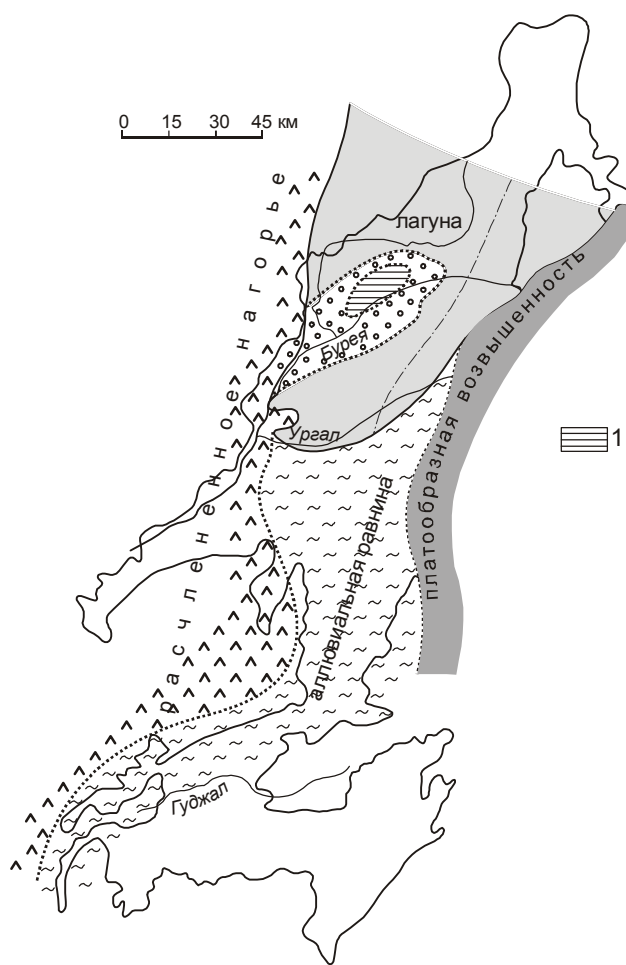 0 15 30 45 км
лагуна
расчлененное нагорье
Бурея
платообразная возвышенность
Ургал
1
аллювиальная равнина
Гуджал